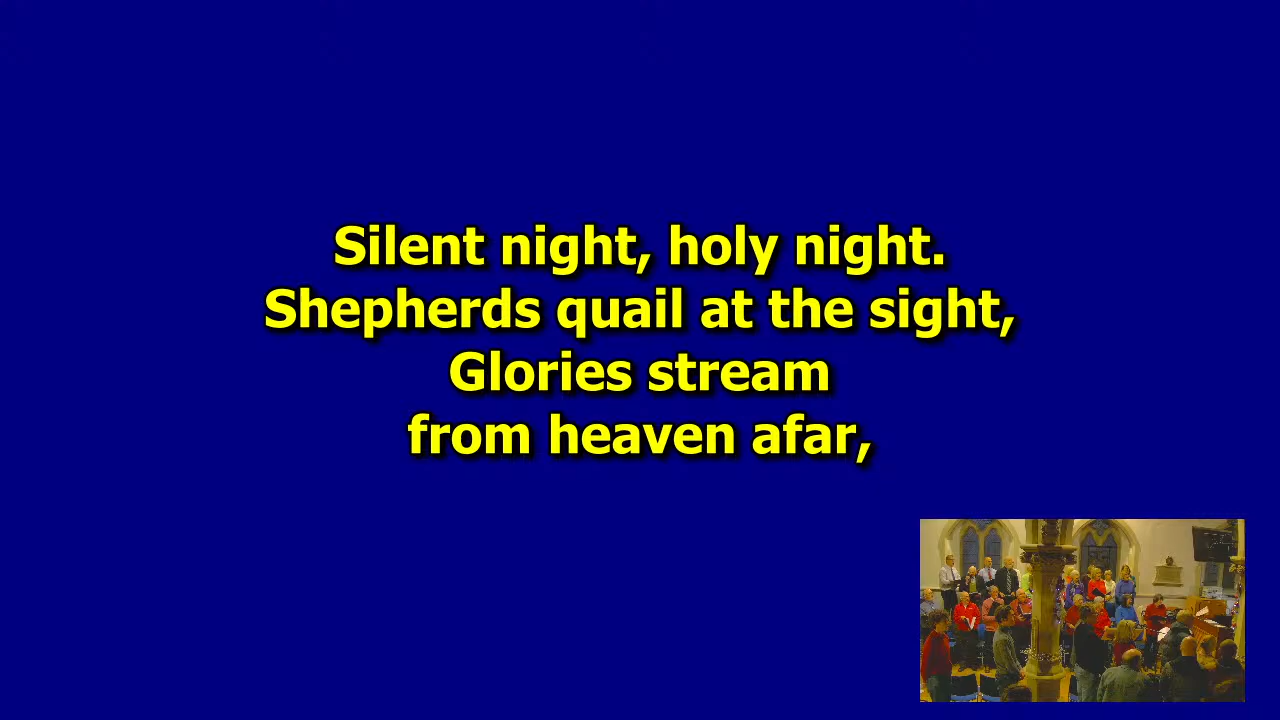 Silent night, holy night.
Shepherds quail at the sight,
Glories stream
from heaven afar,